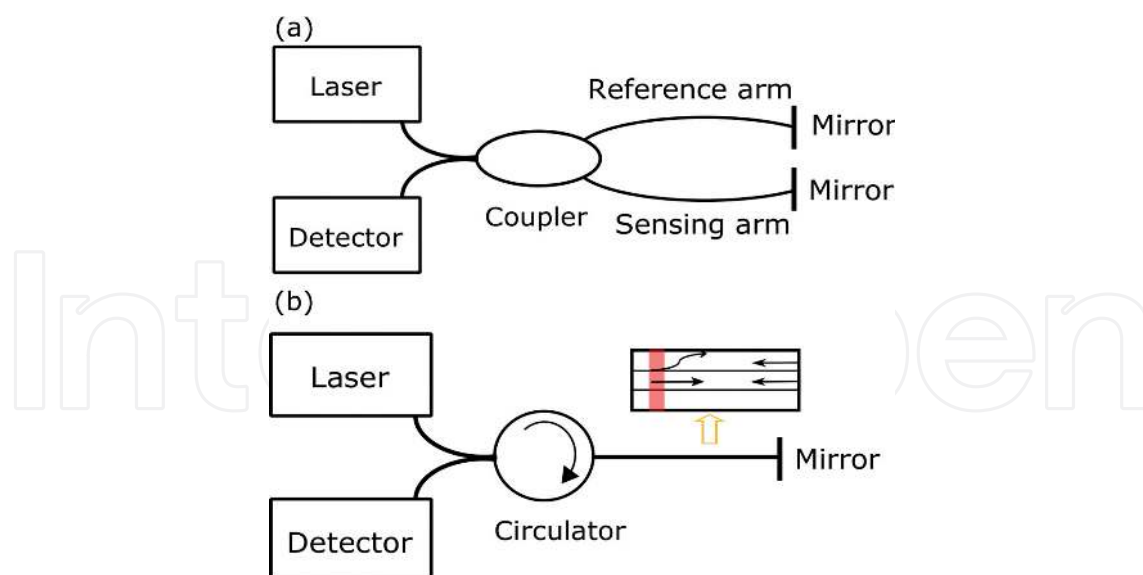 (a)
Laser
Reference arm
Mirror
Mirror
Coupler
Sensing arm
Detector
(b)
Laser
Mirror
Circulator
Detector